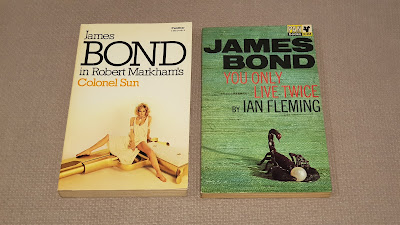 James
BOND
in Robert Markham's
Colonel Sun
JAMES
BOND
YOU ONLY
LIVE TWICE
BY IAN FLEMING